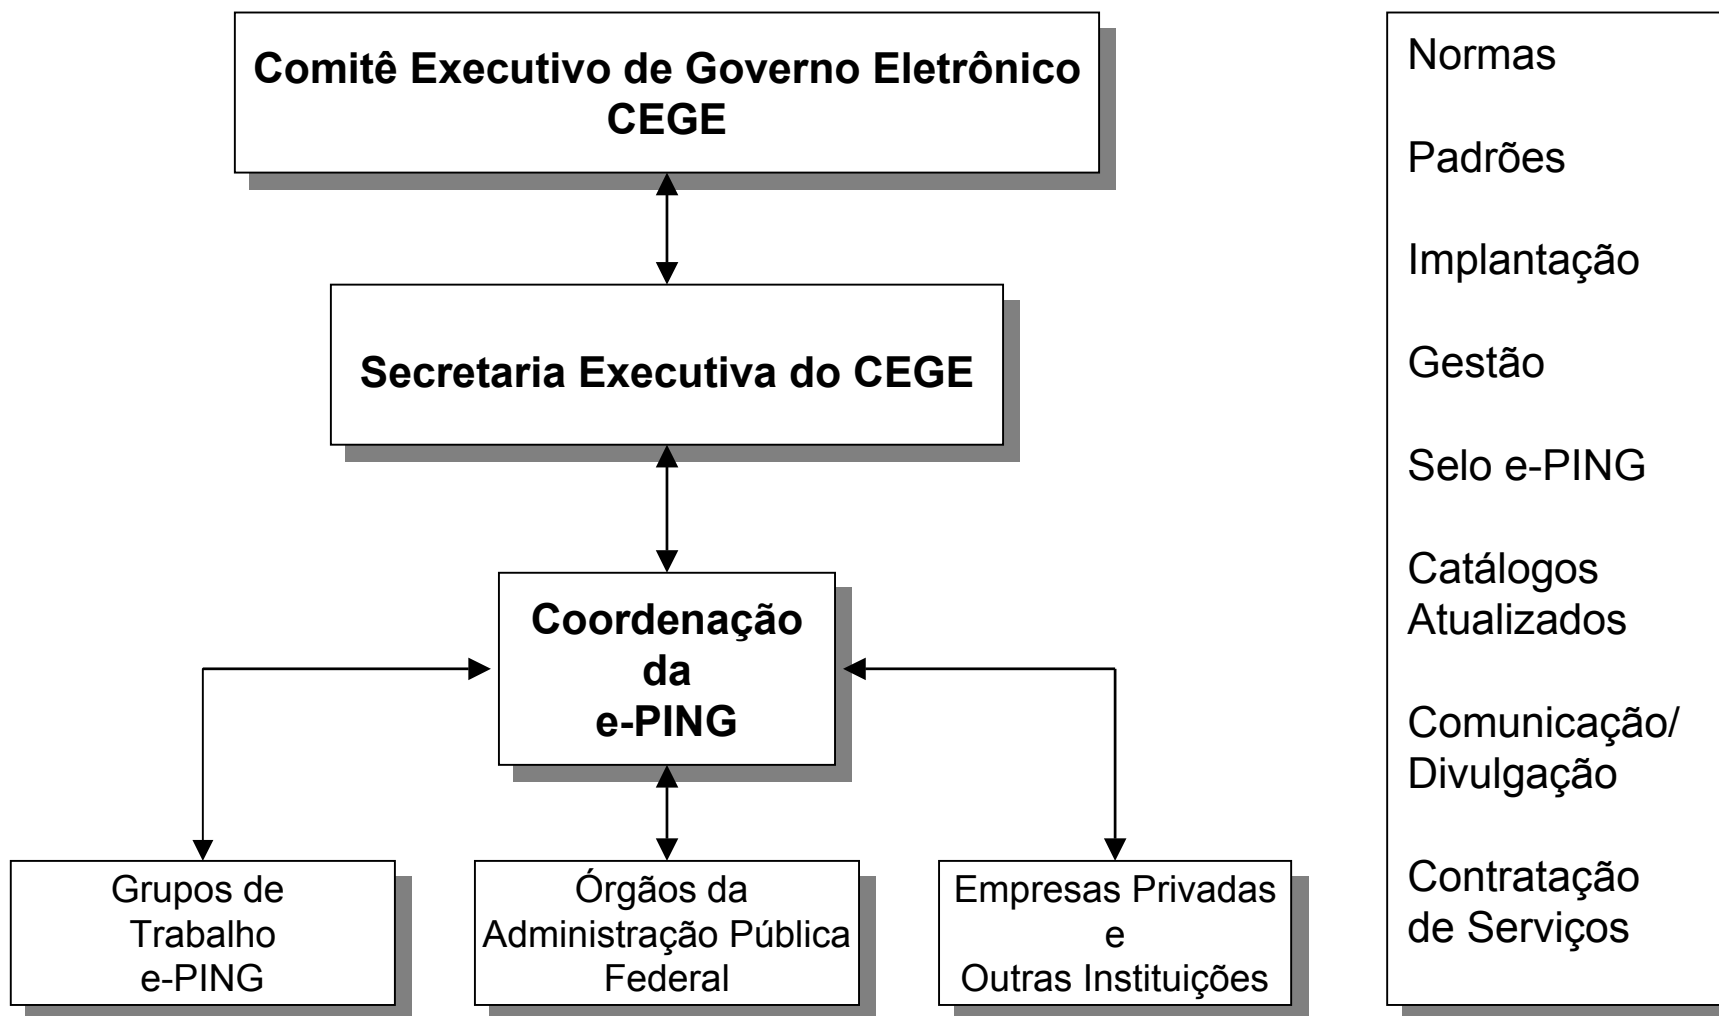 Comitê Executivo de Governo Eletrônico
CEGE
Secretaria Executiva do CEGE
Coordenação
da
e-PING
Grupos de
Trabalho
e-PING
Órgãos da
Administração Pública
Federal
Empresas Privadas
e
Outras Instituições
Normas
Padrões
Implantação
Gestão
Selo e-PING
Catálogos
Atualizados
Comunicação/
Divulgação
Contratação
de Serviços